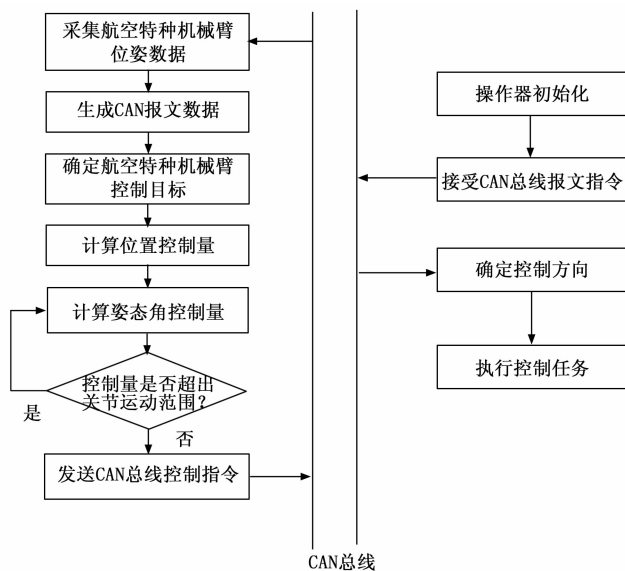 采集航空特种机械臂
位姿数据
生成CAN报文数据
确定航空特种机械臂
控制目标
计算位置控制量
计算姿态角控制量
控制量是否超出
关节运动范围?
是
否
发送CAN总线控制指令
操作器初始化
接受CAN总线报文指令
确定控制方向
执行控制任务
CAN总线